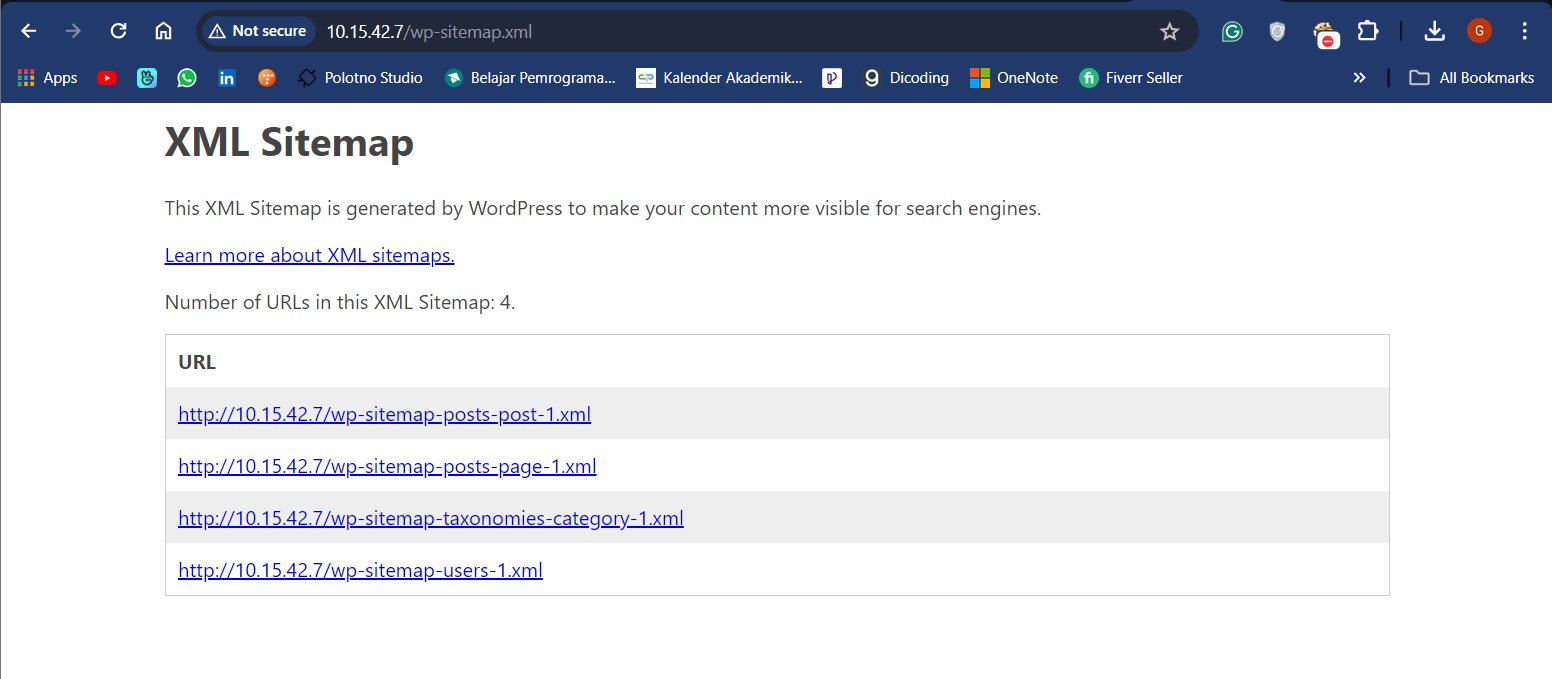 Not secure 10.15.42.7/wp-sitemap.xml G
Apps Polotno Studio Belajar Pemrograma... Kalender Akademik... Dicoding OneNote Fiverr Seller » All Bookmarks
XML Sitemap
This XML Sitemap is generated by WordPress to make your content more visible for search engines.
Learn more about XML sitemaps.
Number of URLs in this XML Sitemap: 4.
URL
http://10.15.42.7/wp-sitemap-posts-post-1.xml
http://10.15.42.7/wp-sitemap-posts-page-1.xml
http://10.15.42.7/wp-sitemap-taxonomies-category-1.xml
http://10.15.42.7/wp-sitemap-users-1.xml